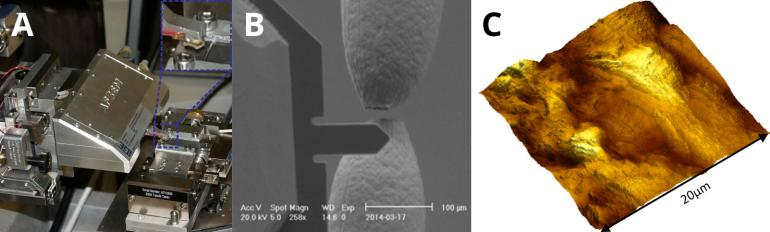 A
AFSEM
B
Acc.V Spot Magn WD Exp
20.0 kV 5.0 258x 14.6 0 2014-03-17
100 µm
C
20µm